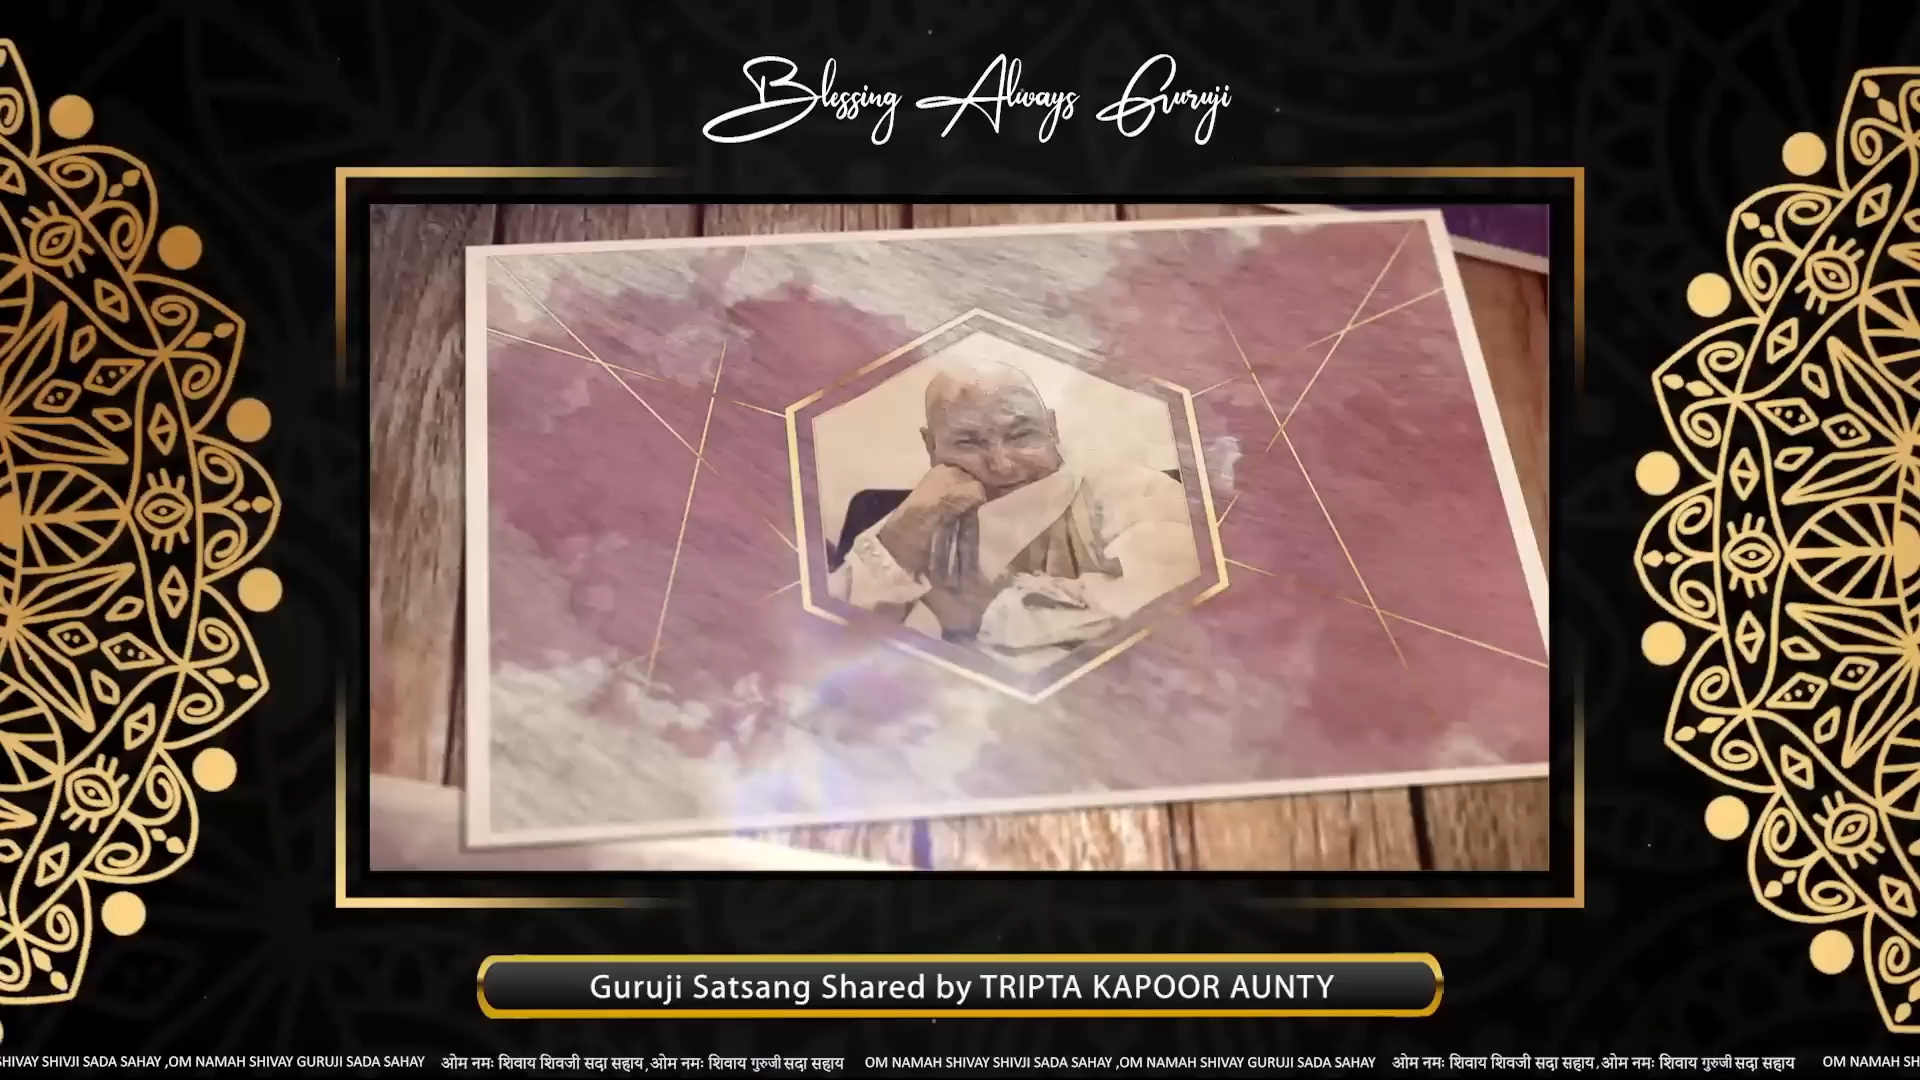 Blessing Always Guruji
Guruji Satsang Shared by TRIPTA KAPOOR AUNTY
SHIVAY SHIVJI SADA SAHAY ,OM NAMAH SHIVAY GURUJI SADA SAHAY ओम नमः शिवाय शिवजी सदा सहाय,ओम नमः शिवाय गुरुजी सदा सहाय OM NAMAH SHIVAY SHIVJI SADA SAHAY ,OM NAMAH SHIVAY GURUJI SADA SAHAY ओम नमः शिवाय शिवजी सदा सहाय,ओम नमः शिवाय गुरुजी सदा सहाय OM NAMAH SH